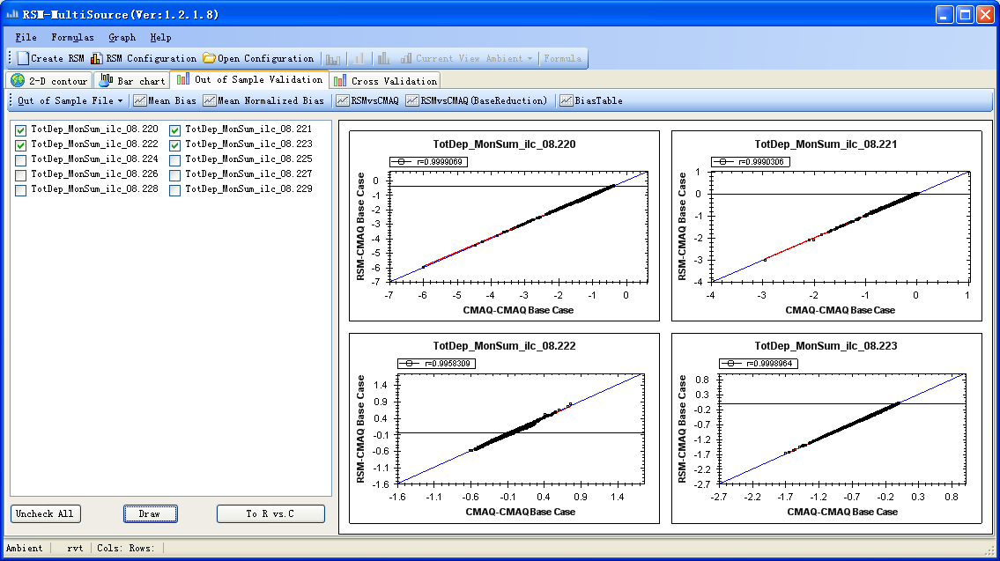 RSM-MultiSource(Ver:1.2.1.8)
File Formulas Graph Help
Create RSM RSM Configuration Open Configuration Current View Ambient Formula
2-D contour Bar chart Out of Sample Validation Cross Validation
Out of Sample File Mean Bias Mean Normalized Bias RSMvsCMAQ RSMvsCMAQ(BaseReduction) BiasTable
TotDep_MonSum_ilc_08.220 TotDep_MonSum_ilc_08.221
TotDep_MonSum_ilc_08.222 TotDep_MonSum_ilc_08.223
TotDep_MonSum_ilc_08.224 TotDep_MonSum_ilc_08.225
TotDep_MonSum_ilc_08.226 TotDep_MonSum_ilc_08.227
TotDep_MonSum_ilc_08.228 TotDep_MonSum_ilc_08.229
Uncheck All Draw To R vs.C
TotDep_MonSum_ilc_08.220
r=0.9999069
RSM-CMAQ Base Case
0
-1
-2
-3
-4
-5
-6
-7
-7 -6 -5 -4 -3 -2 -1 0
CMAQ-CMAQ Base Case
TotDep_MonSum_ilc_08.221
r=0.9990306
RSM-CMAQ Base Case
1
0
-1
-2
-3
-4
-4 -3 -2 -1 0 1
CMAQ-CMAQ Base Case
TotDep_MonSum_ilc_08.222
r=0.9958309
RSM-CMAQ Base Case
1.4
0.9
0.4
-0.1
-0.6
-1.1
-1.6
-1.6 -1.1 -0.6 -0.1 0.4 0.9 1.4
CMAQ-CMAQ Base Case
TotDep_MonSum_ilc_08.223
r=0.9998964
RSM-CMAQ Base Case
0.8
0.3
-0.2
-0.7
-1.2
-1.7
-2.2
-2.7
-2.7 -2.2 -1.7 -1.2 -0.7 -0.2 0.3 0.8
CMAQ-CMAQ Base Case
Ambient rvt Cols: Rows: